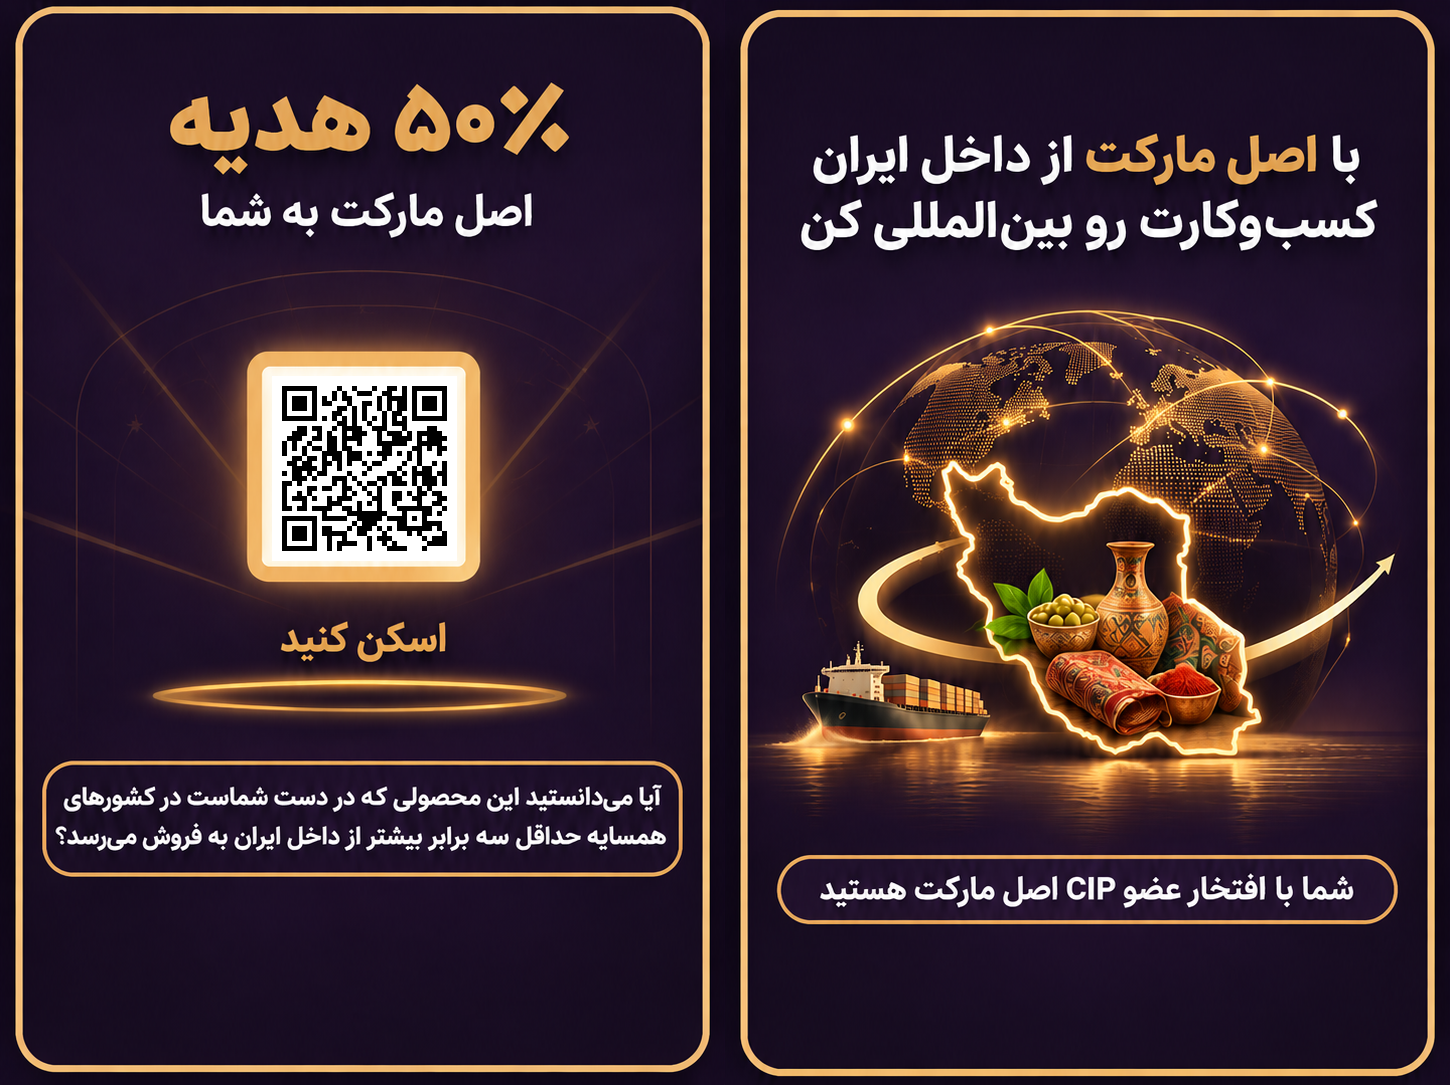 ۵۰٪ هدیه
اصل مارکت به شما
اسکن کنید
آیا می‌دانستید این محصولی که در دست شماست در کشورهای
همسایه حداقل سه برابر بیشتر از داخل ایران به فروش می‌رسد؟
با اصل مارکت از داخل ایران
کسب‌وکارت رو بین‌المللی کن
شما با افتخار عضو CIP اصل مارکت هستید